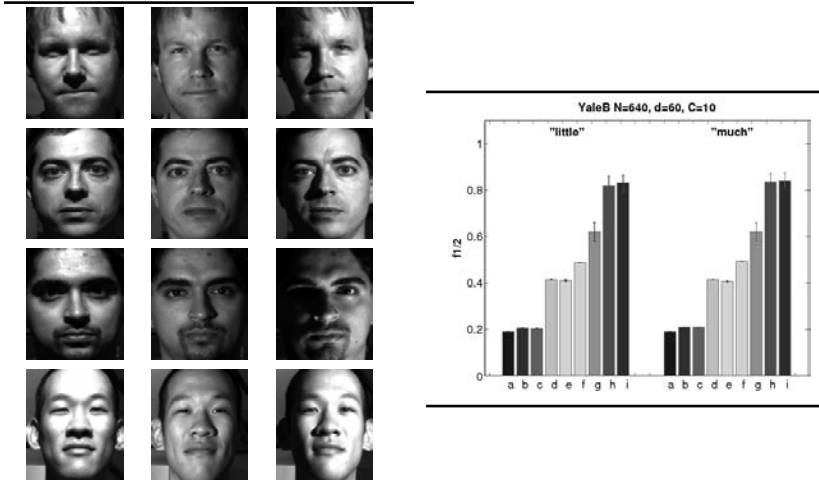 YaleB N=640, d=60, C=10
"little" "much"
1
0.8
0.6
0.4
0.2
0
f1/2
a b c d e f g h i a b c d e f g h i